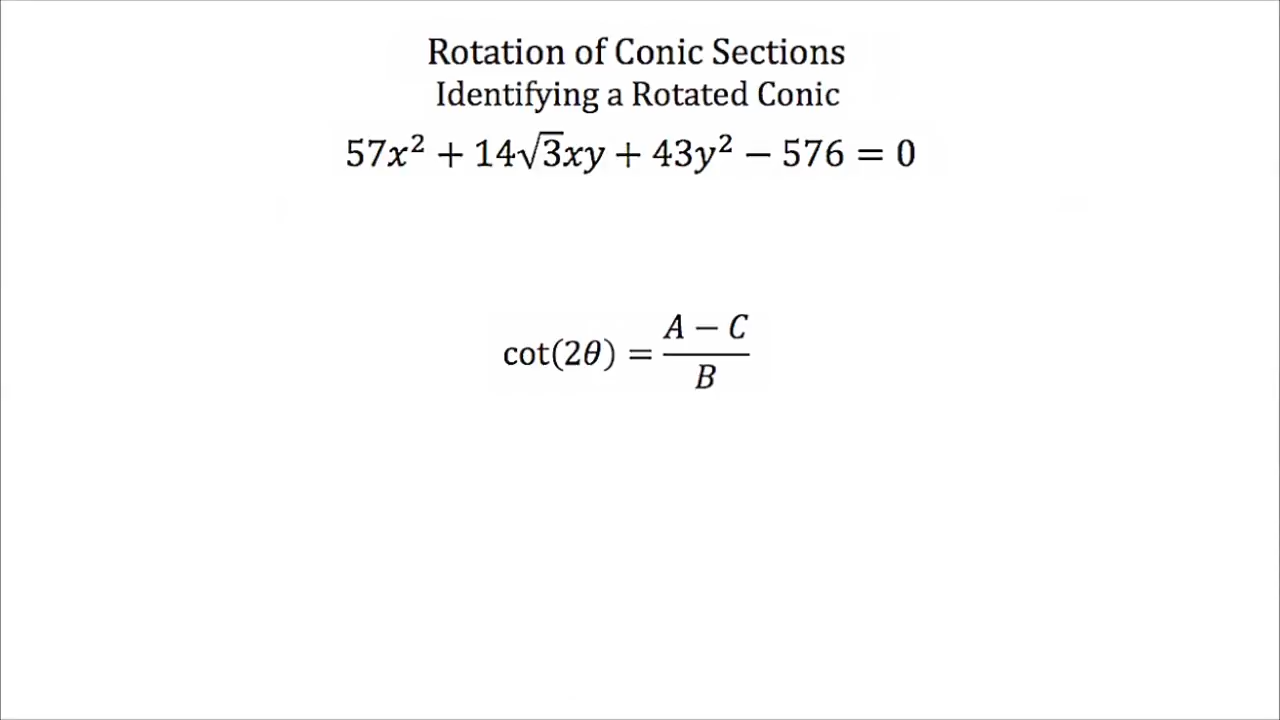 Rotation of Conic Sections
Identifying a Rotated Conic
57x² + 14√3xy + 43y² − 576 = 0
cot(2θ) = (A − C)/B